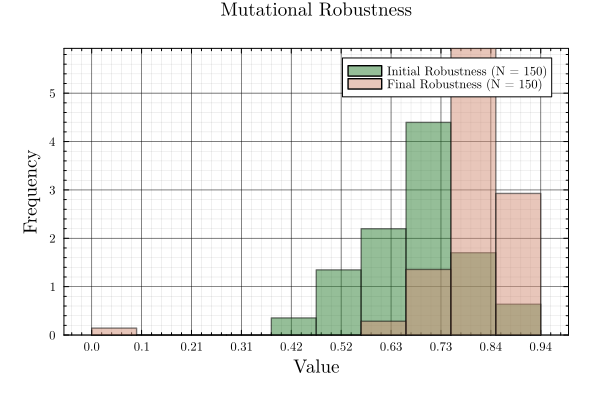 Mutational Robustness
Initial Robustness (N = 150)
Final Robustness (N = 150)
Frequency
5
4
3
2
1
0
0.0 0.1 0.21 0.31 0.42 0.52 0.63 0.73 0.84 0.94
Value